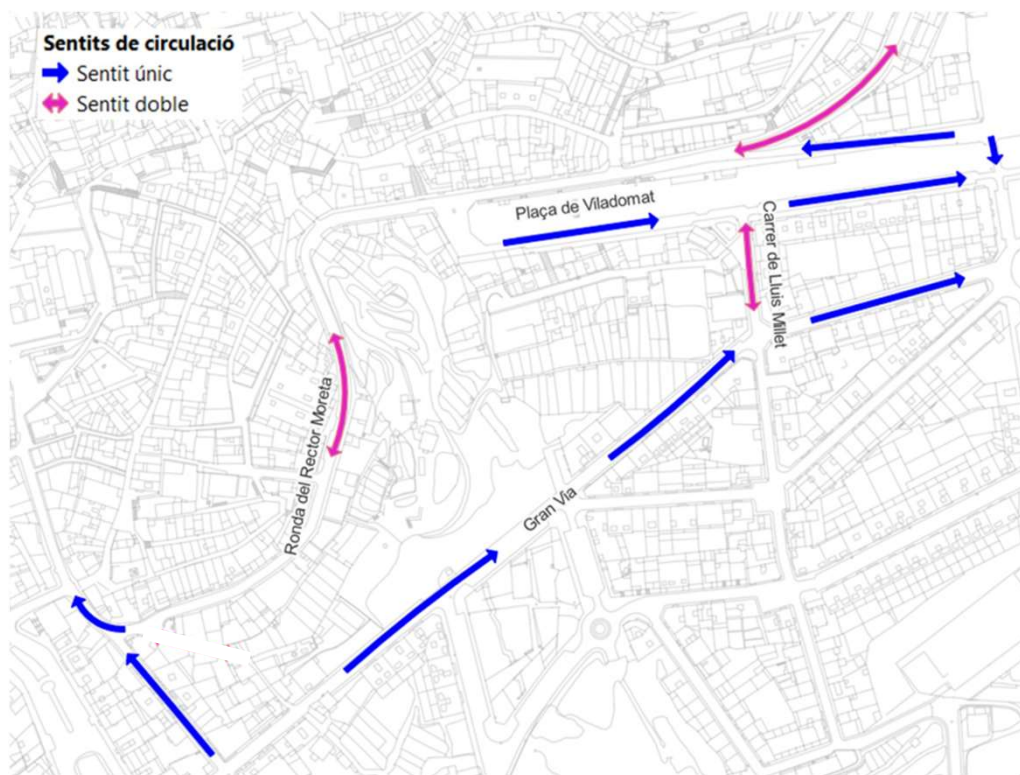 Sentits de circulació
Sentit únic
Sentit doble
Plaça de Viladomat
Carrer de Lluis Millet
Ronda del Rector Moreta
Gran Via